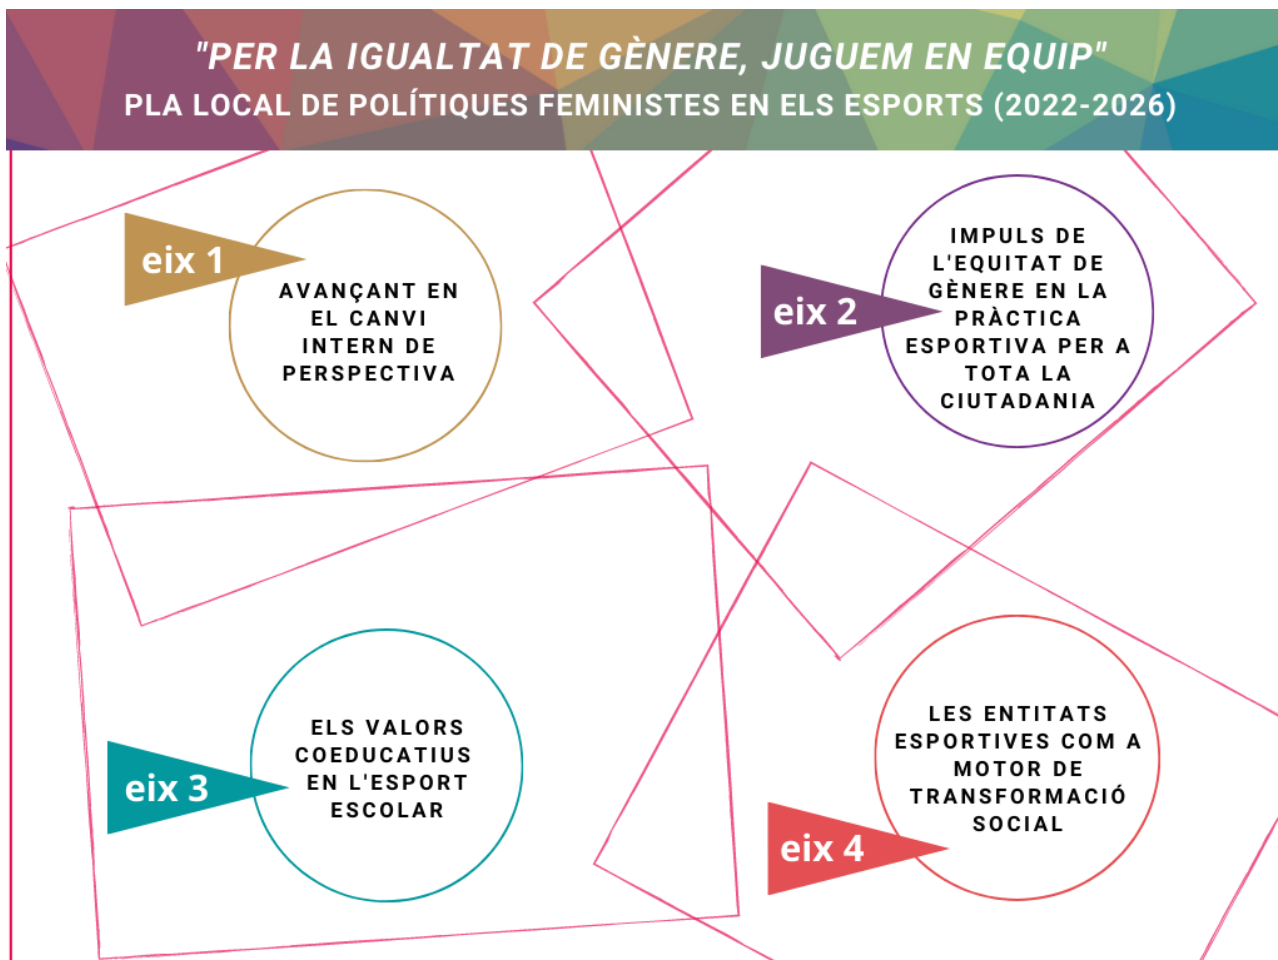 "PER LA IGUALTAT DE GÈNERE, JUGUEM EN EQUIP"
PLA LOCAL DE POLÍTIQUES FEMINISTES EN ELS ESPORTS (2022-2026)
eix 1
AVANÇANT EN
EL CANVI
INTERN DE
PERSPECTIVA
eix 2
IMPULS DE
L'EQUITAT DE
GÈNERE EN LA
PRÀCTICA
ESPORTIVA PER A
TOTA LA
CIUTADANIA
eix 3
ELS VALORS
COEDUCATIUS
EN L'ESPORT
ESCOLAR
eix 4
LES ENTITATS
ESPORTIVES COM A
MOTOR DE
TRANSFORMACIÓ
SOCIAL